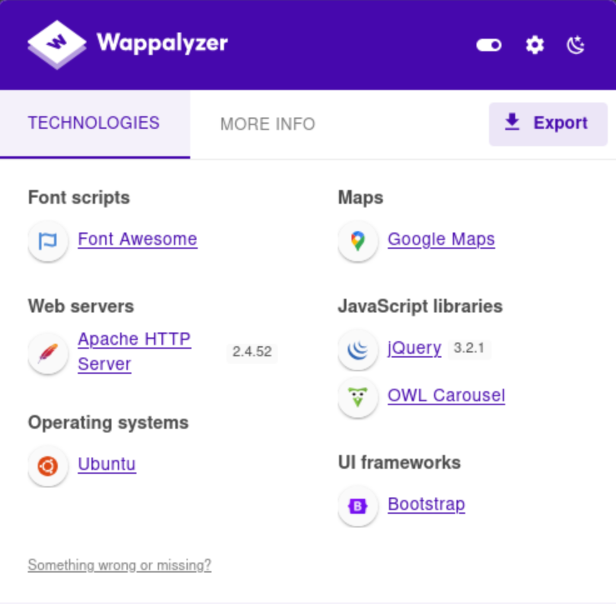 Wappalyzer
TECHNOLOGIES
MORE INFO
Export
Font scripts
Font Awesome
Web servers
Apache HTTP
Server
2.4.52
Operating systems
Ubuntu
Something wrong or missing?
Maps
Google Maps
JavaScript libraries
jQuery 3.2.1
OWL Carousel
UI frameworks
Bootstrap